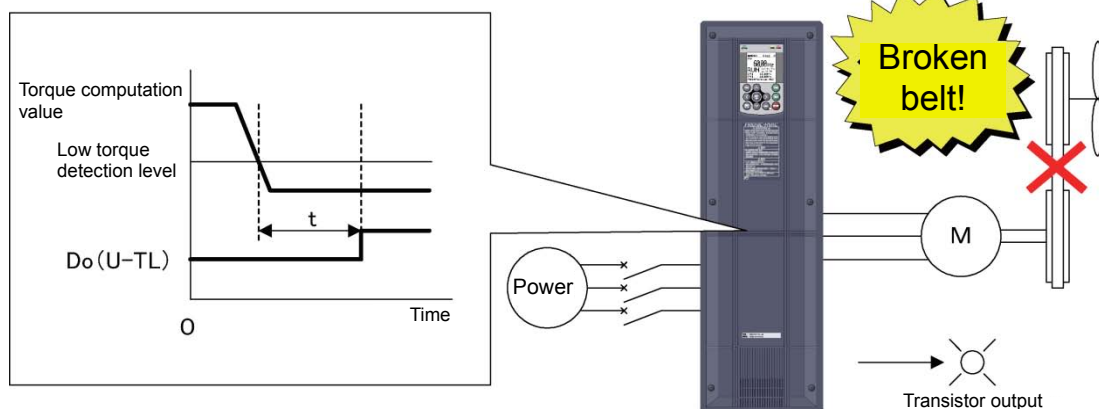 Torque computation
value
Low torque
detection level
t
Do(U-TL)
Time
0
Power
Broken
belt!
M
Transistor output